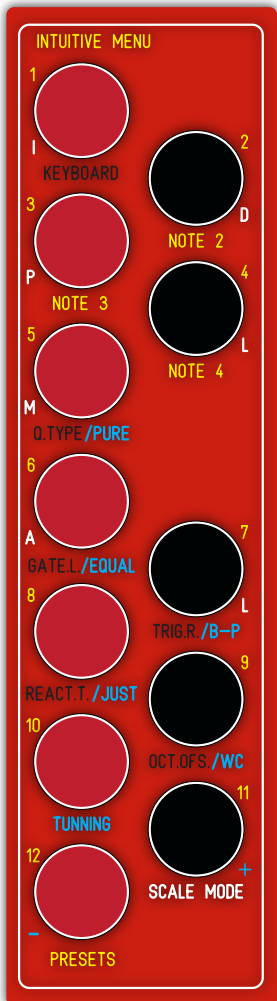 INTUITIVE MENU
1
I
KEYBOARD
2
D
NOTE 2
3
P
NOTE 3
4
L
NOTE 4
5
M
Q.TYPE/PURE
6
A
GATE.L./EQUAL
7
L
TRIG.R./B-P
8
REACT.T./JUST
9
OCT.OFS./WC
10
TUNNING
11
+
SCALE MODE
12
-
PRESETS